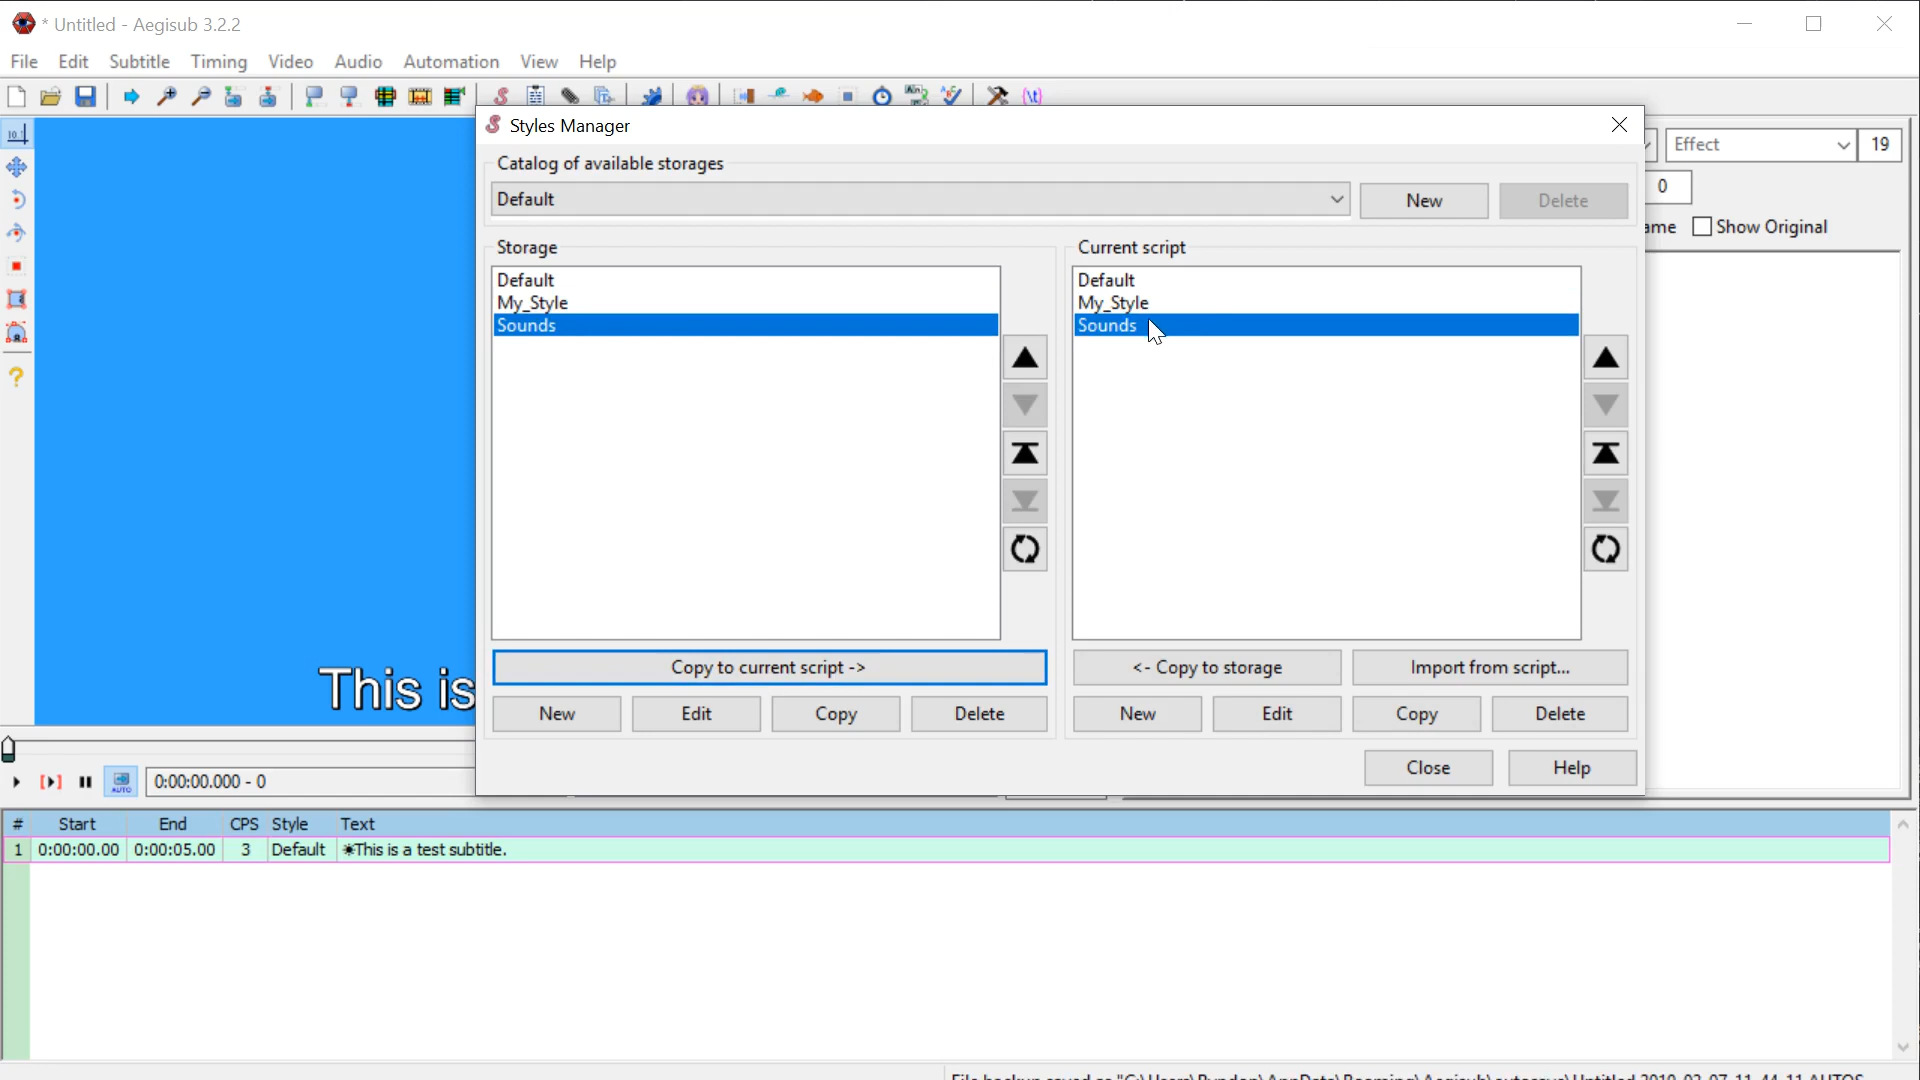 * Untitled - Aegisub 3.2.2
File Edit Subtitle Timing Video Audio Automation View Help
Styles Manager
Effect 19
Catalog of available storages
Default New Delete
0
Show Original
Storage
Default
My_Style
Sounds
Current script
Default
My_Style
Sounds
This is
Copy to current script ->
New Edit Copy Delete
<- Copy to storage Import from script...
New Edit Copy Delete
Close Help
AUTO 0:00:00.000 - 0
# Start End CPS Style Text
1 0:00:00.00 0:00:05.00 3 Default ☀This is a test subtitle.